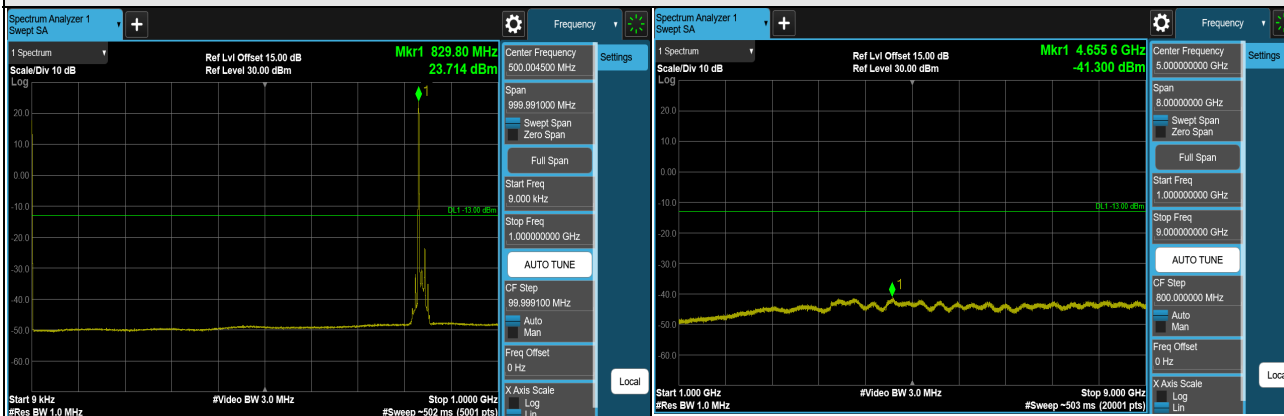 Spectrum Analyzer 1
Swept SA
+
Frequency
1 Spectrum
Scale/Div 10 dB
Log
Ref Lvl Offset 15.00 dB
Ref Level 30.00 dBm
Mkr1 829.80 MHz
23.714 dBm
1
20.0
10.0
0.00
-10.0
-20.0
-30.0
-40.0
-50.0
-60.0
DL1 -13.00 dBm
Start 9 kHz
#Res BW 1.0 MHz
#Video BW 3.0 MHz
Stop 1.0000 GHz
#Sweep ~502 ms (5001 pts)
Center Frequency
500.004500 MHz
Span
999.991000 MHz
Swept Span
Zero Span
Full Span
Start Freq
9.000 kHz
Stop Freq
1.000000000 GHz
AUTO TUNE
CF Step
99.999100 MHz
Auto
Man
Freq Offset
0 Hz
X Axis Scale
Log
Lin
Settings
Local
Spectrum Analyzer 1
Swept SA
+
Frequency
1 Spectrum
Scale/Div 10 dB
Log
Ref Lvl Offset 15.00 dB
Ref Level 30.00 dBm
Mkr1 4.655 6 GHz
-41.300 dBm
1
20.0
10.0
0.00
-10.0
-20.0
-30.0
-40.0
-50.0
-60.0
DL1 -13.00 dBm
Start 1.000 GHz
#Res BW 1.0 MHz
#Video BW 3.0 MHz
Stop 9.000 GHz
#Sweep ~503 ms (20001 pts)
Center Frequency
5.000000000 GHz
Span
8.00000000 GHz
Swept Span
Zero Span
Full Span
Start Freq
1.000000000 GHz
Stop Freq
9.000000000 GHz
AUTO TUNE
CF Step
800.000000 MHz
Auto
Man
Freq Offset
0 Hz
X Axis Scale
Log
Lin
Settings
Loca